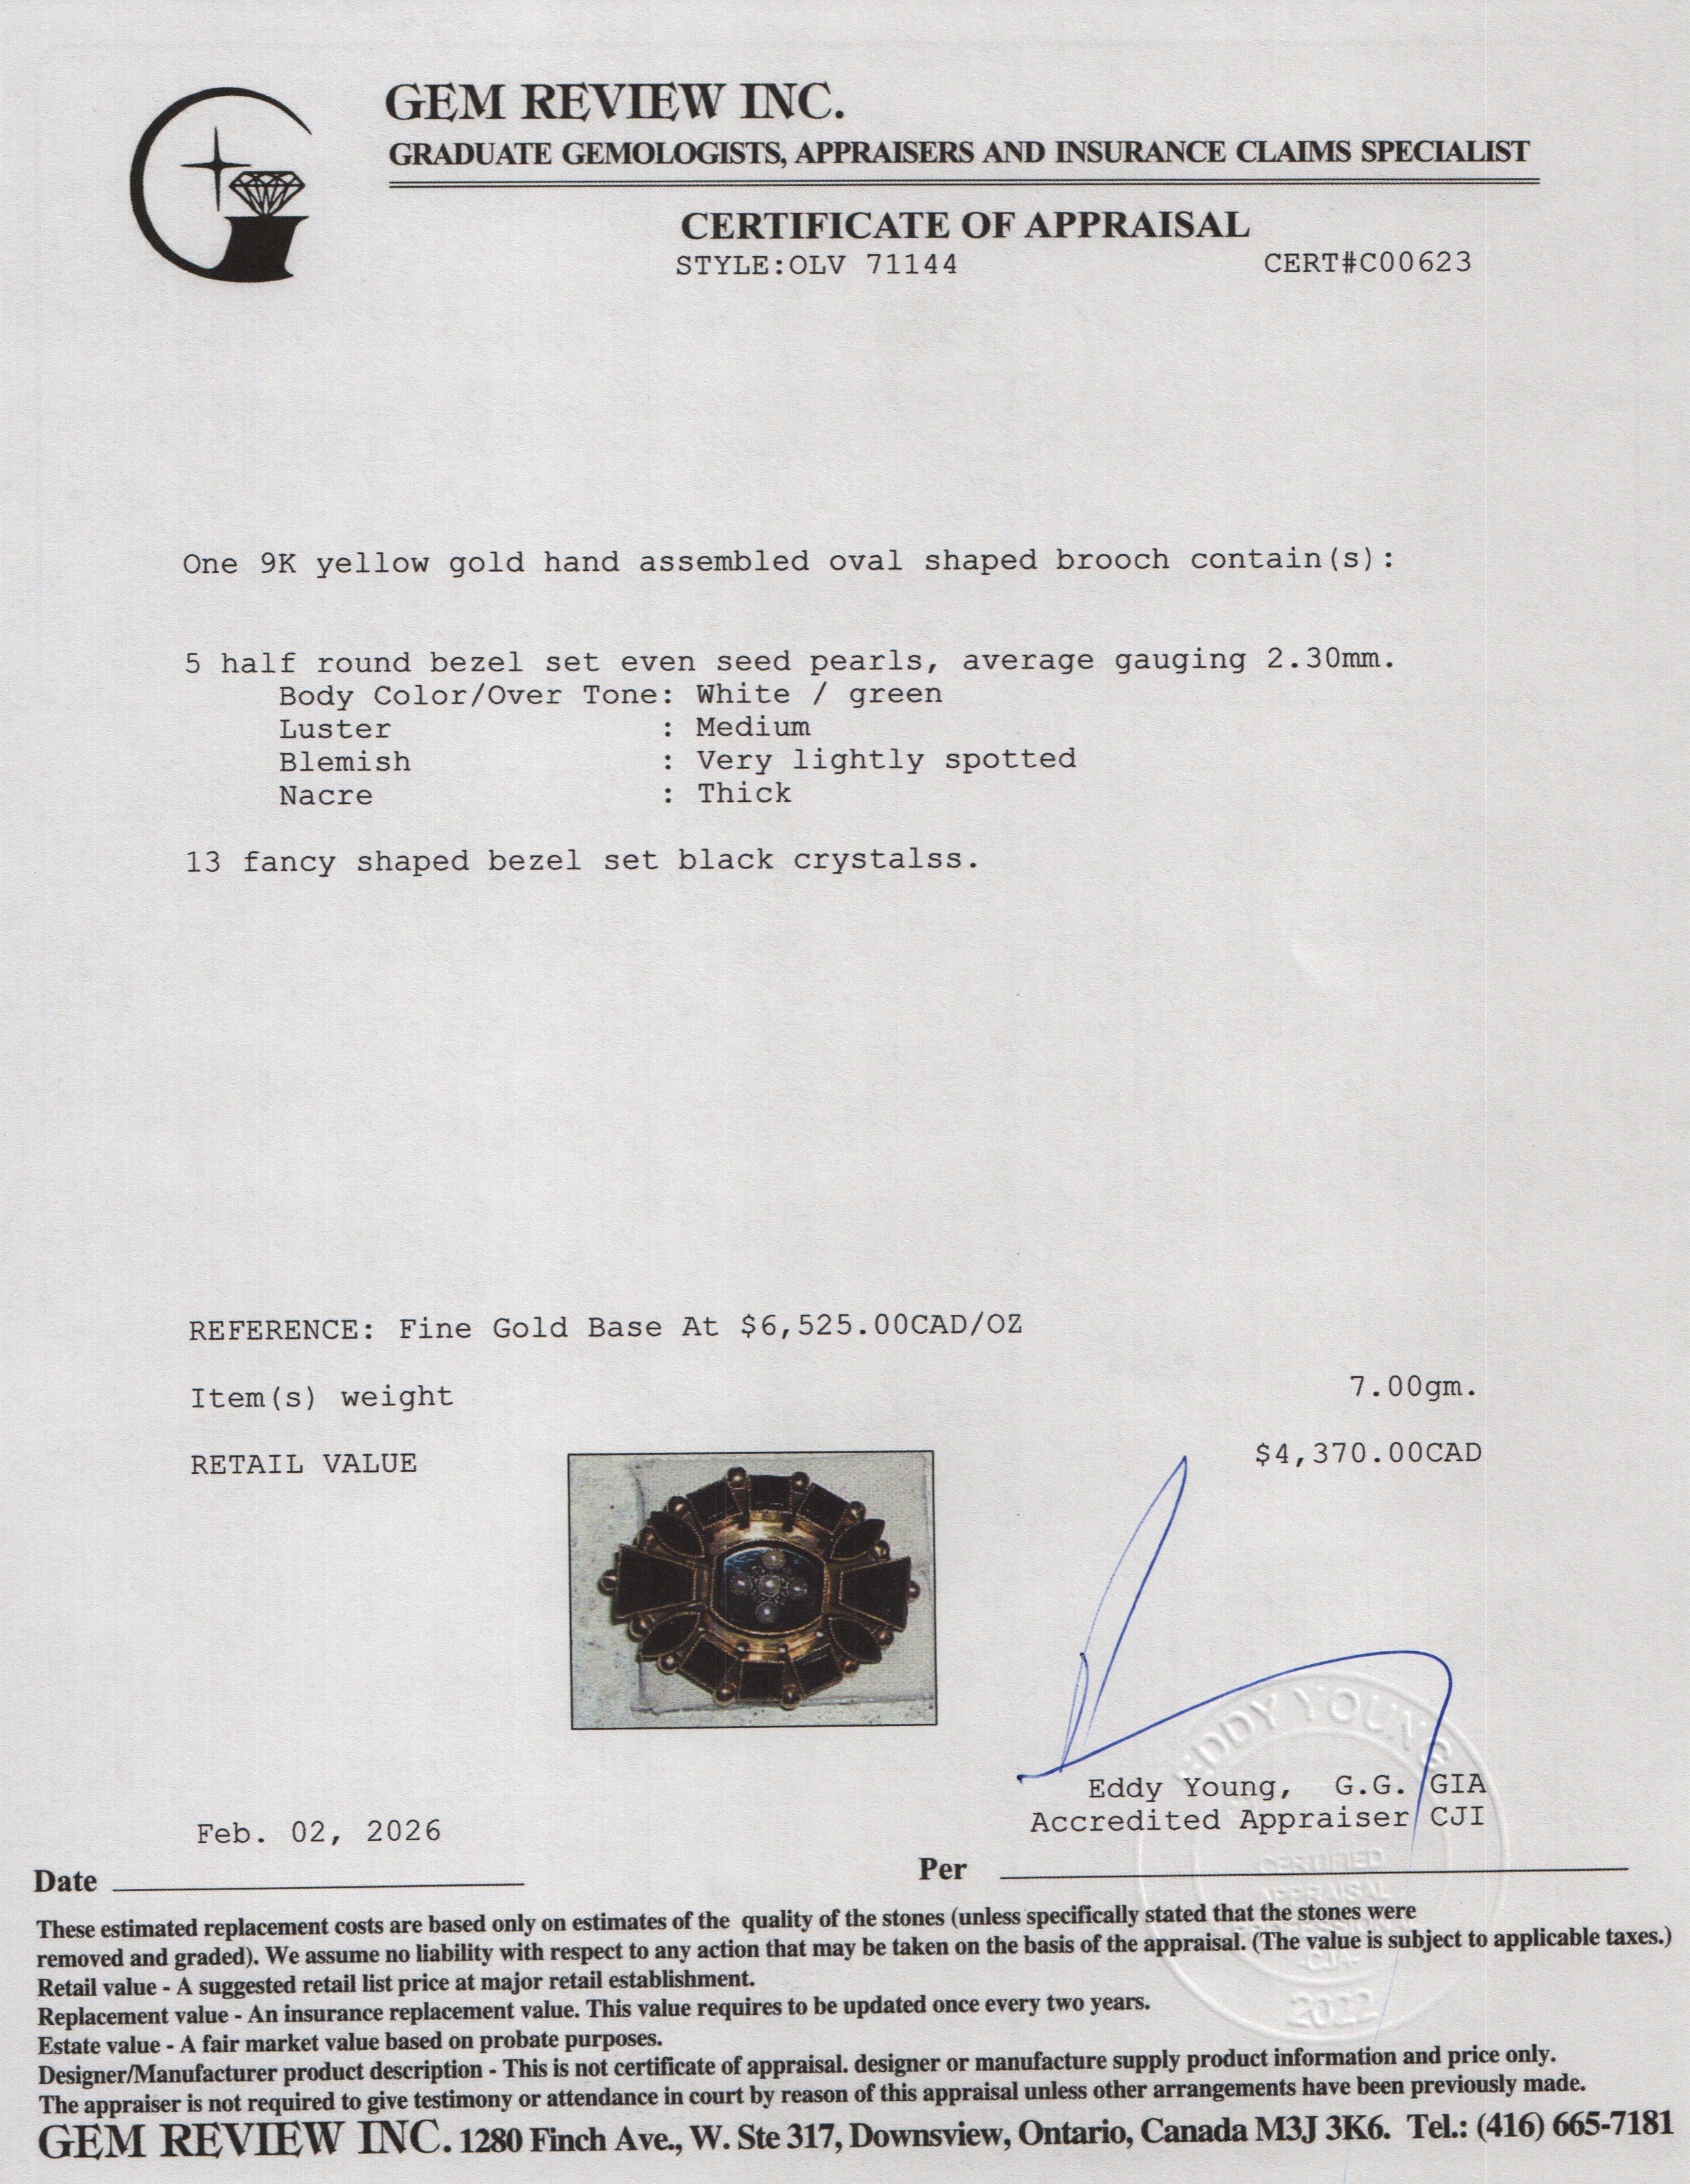 GEM REVIEW INC.
GRADUATE GEMOLOGISTS, APPRAISERS AND INSURANCE CLAIMS SPECIALIST
CERTIFICATE OF APPRAISAL
STYLE:OLV 71144 CERT#C00623
One 9K yellow gold hand assembled oval shaped brooch contain(s):
5 half round bezel set even seed pearls, average gauging 2.30mm.
Body Color/Over Tone: White / green
Luster : Medium
Blemish : Very lightly spotted
Nacre : Thick
13 fancy shaped bezel set black crystalss.
REFERENCE: Fine Gold Base At $6,525.00CAD/OZ
Item(s) weight 7.00gm.
RETAIL VALUE $4,370.00CAD
EDDY YOUNG
Eddy Young, G.G. GIA
Accredited Appraiser CJI
Feb. 02, 2026
Date Per
CERTIFIED
APPRAISAL
PROFESSIONAL
2022
These estimated replacement costs are based only on estimates of the quality of the stones (unless specifically stated that the stones were
removed and graded). We assume no liability with respect to any action that may be taken on the basis of the appraisal. (The value is subject to applicable taxes.)
Retail value - A suggested retail list price at major retail establishment.
Replacement value - An insurance replacement value. This value requires to be updated once every two years.
Estate value - A fair market value based on probate purposes.
Designer/Manufacturer product description - This is not certificate of appraisal. designer or manufacture supply product information and price only.
The appraiser is not required to give testimony or attendance in court by reason of this appraisal unless other arrangements have been previously made.
GEM REVIEW INC. 1280 Finch Ave., W. Ste 317, Downsview, Ontario, Canada M3J 3K6. Tel.: (416) 665-7181